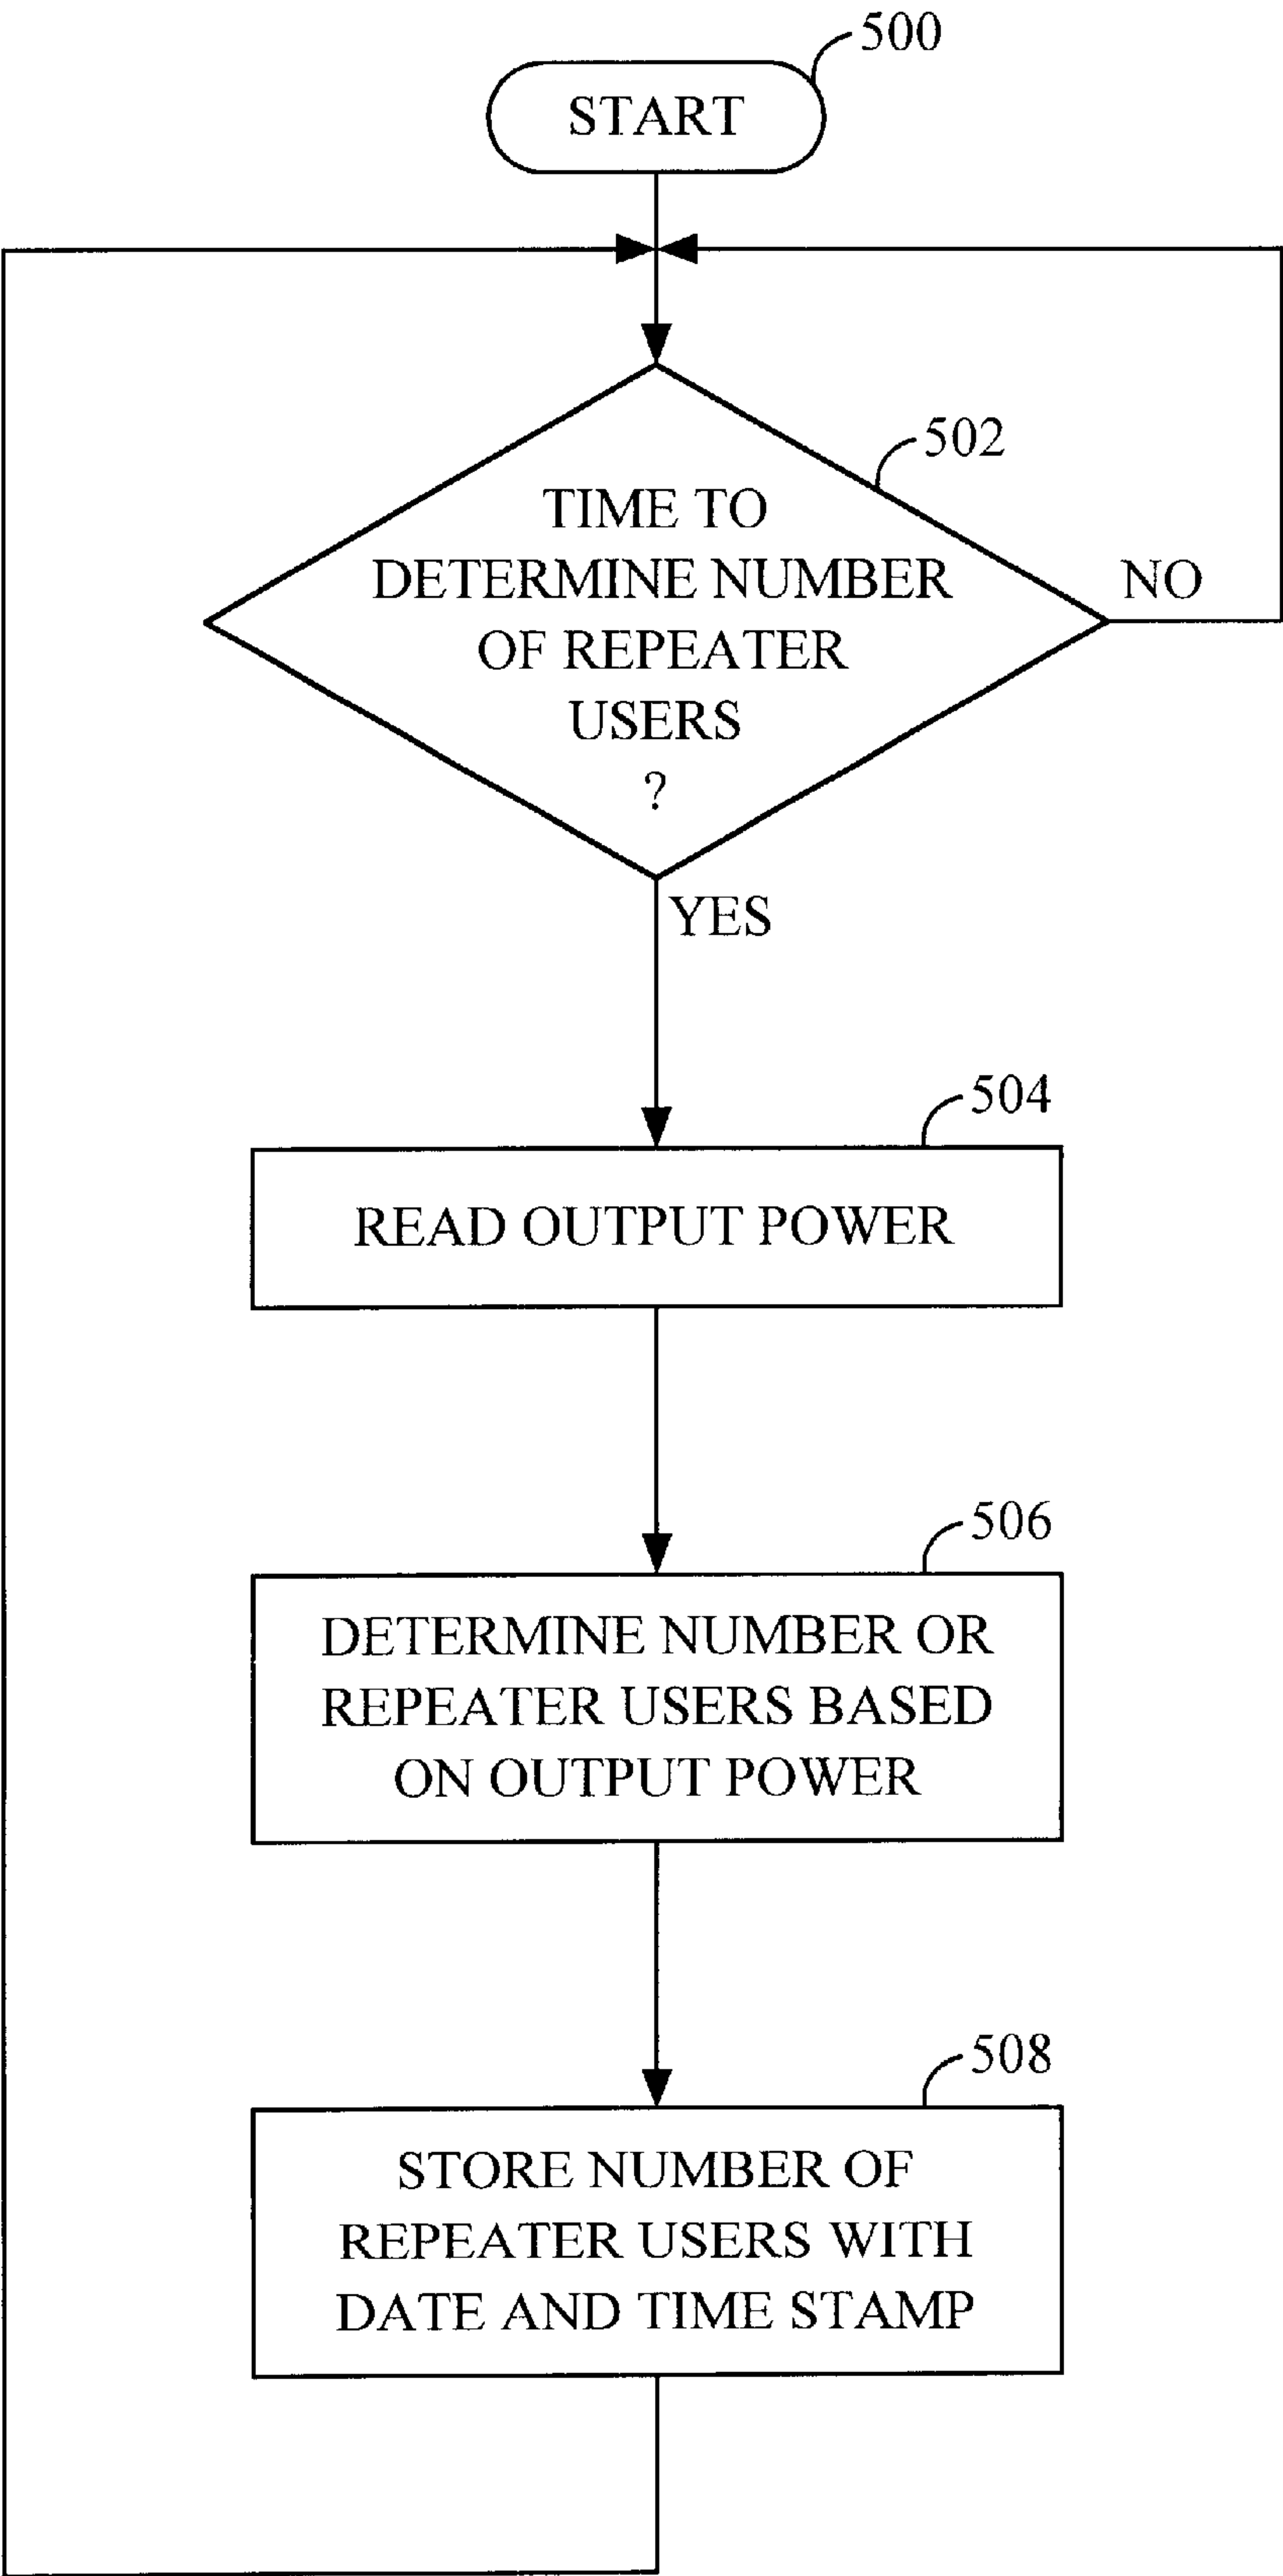 500
START
502
TIME TO
DETERMINE NUMBER
OF REPEATER
USERS
?
NO
YES
504
READ OUTPUT POWER
506
DETERMINE NUMBER OR
REPEATER USERS BASED
ON OUTPUT POWER
508
STORE NUMBER OF
REPEATER USERS WITH
DATE AND TIME STAMP